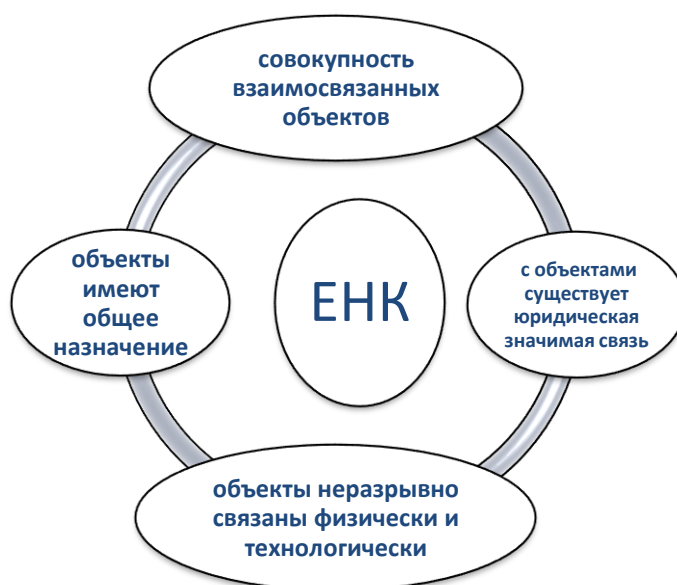 совокупность
взаимосвязанных
объектов
объекты
имеют
общее
назначение
ЕНК
с объектами
существует
юридическая
значимая связь
объекты неразрывно
связаны физически и
технологически